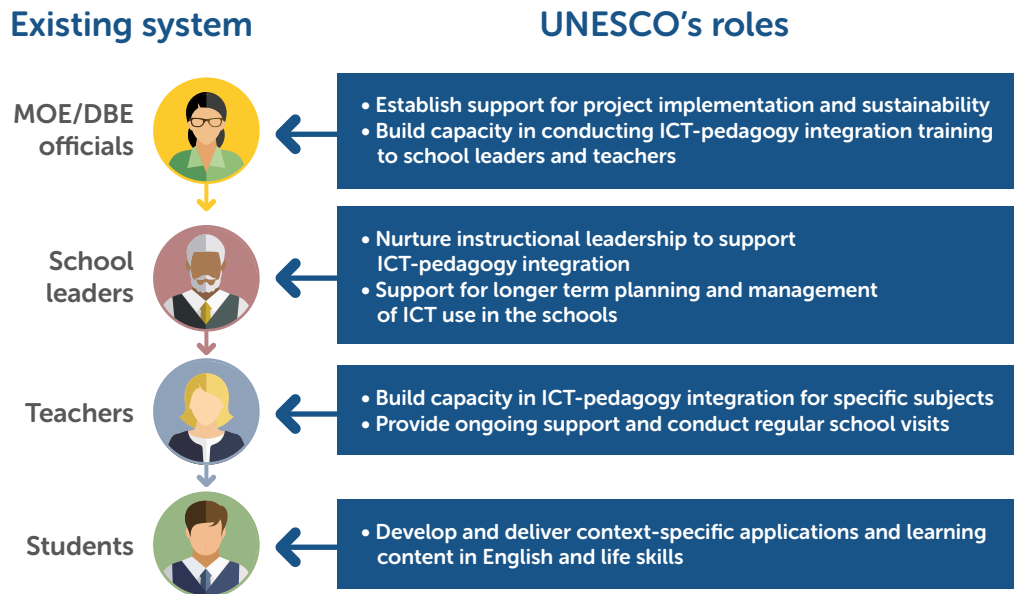 Existing system
UNESCO’s roles
MOE/DBE
officials
• Establish support for project implementation and sustainability
• Build capacity in conducting ICT-pedagogy integration training
to school leaders and teachers
School
leaders
• Nurture instructional leadership to support
ICT-pedagogy integration
• Support for longer term planning and management
of ICT use in the schools
Teachers
• Build capacity in ICT-pedagogy integration for specific subjects
• Provide ongoing support and conduct regular school visits
Students
• Develop and deliver context-specific applications and learning
content in English and life skills